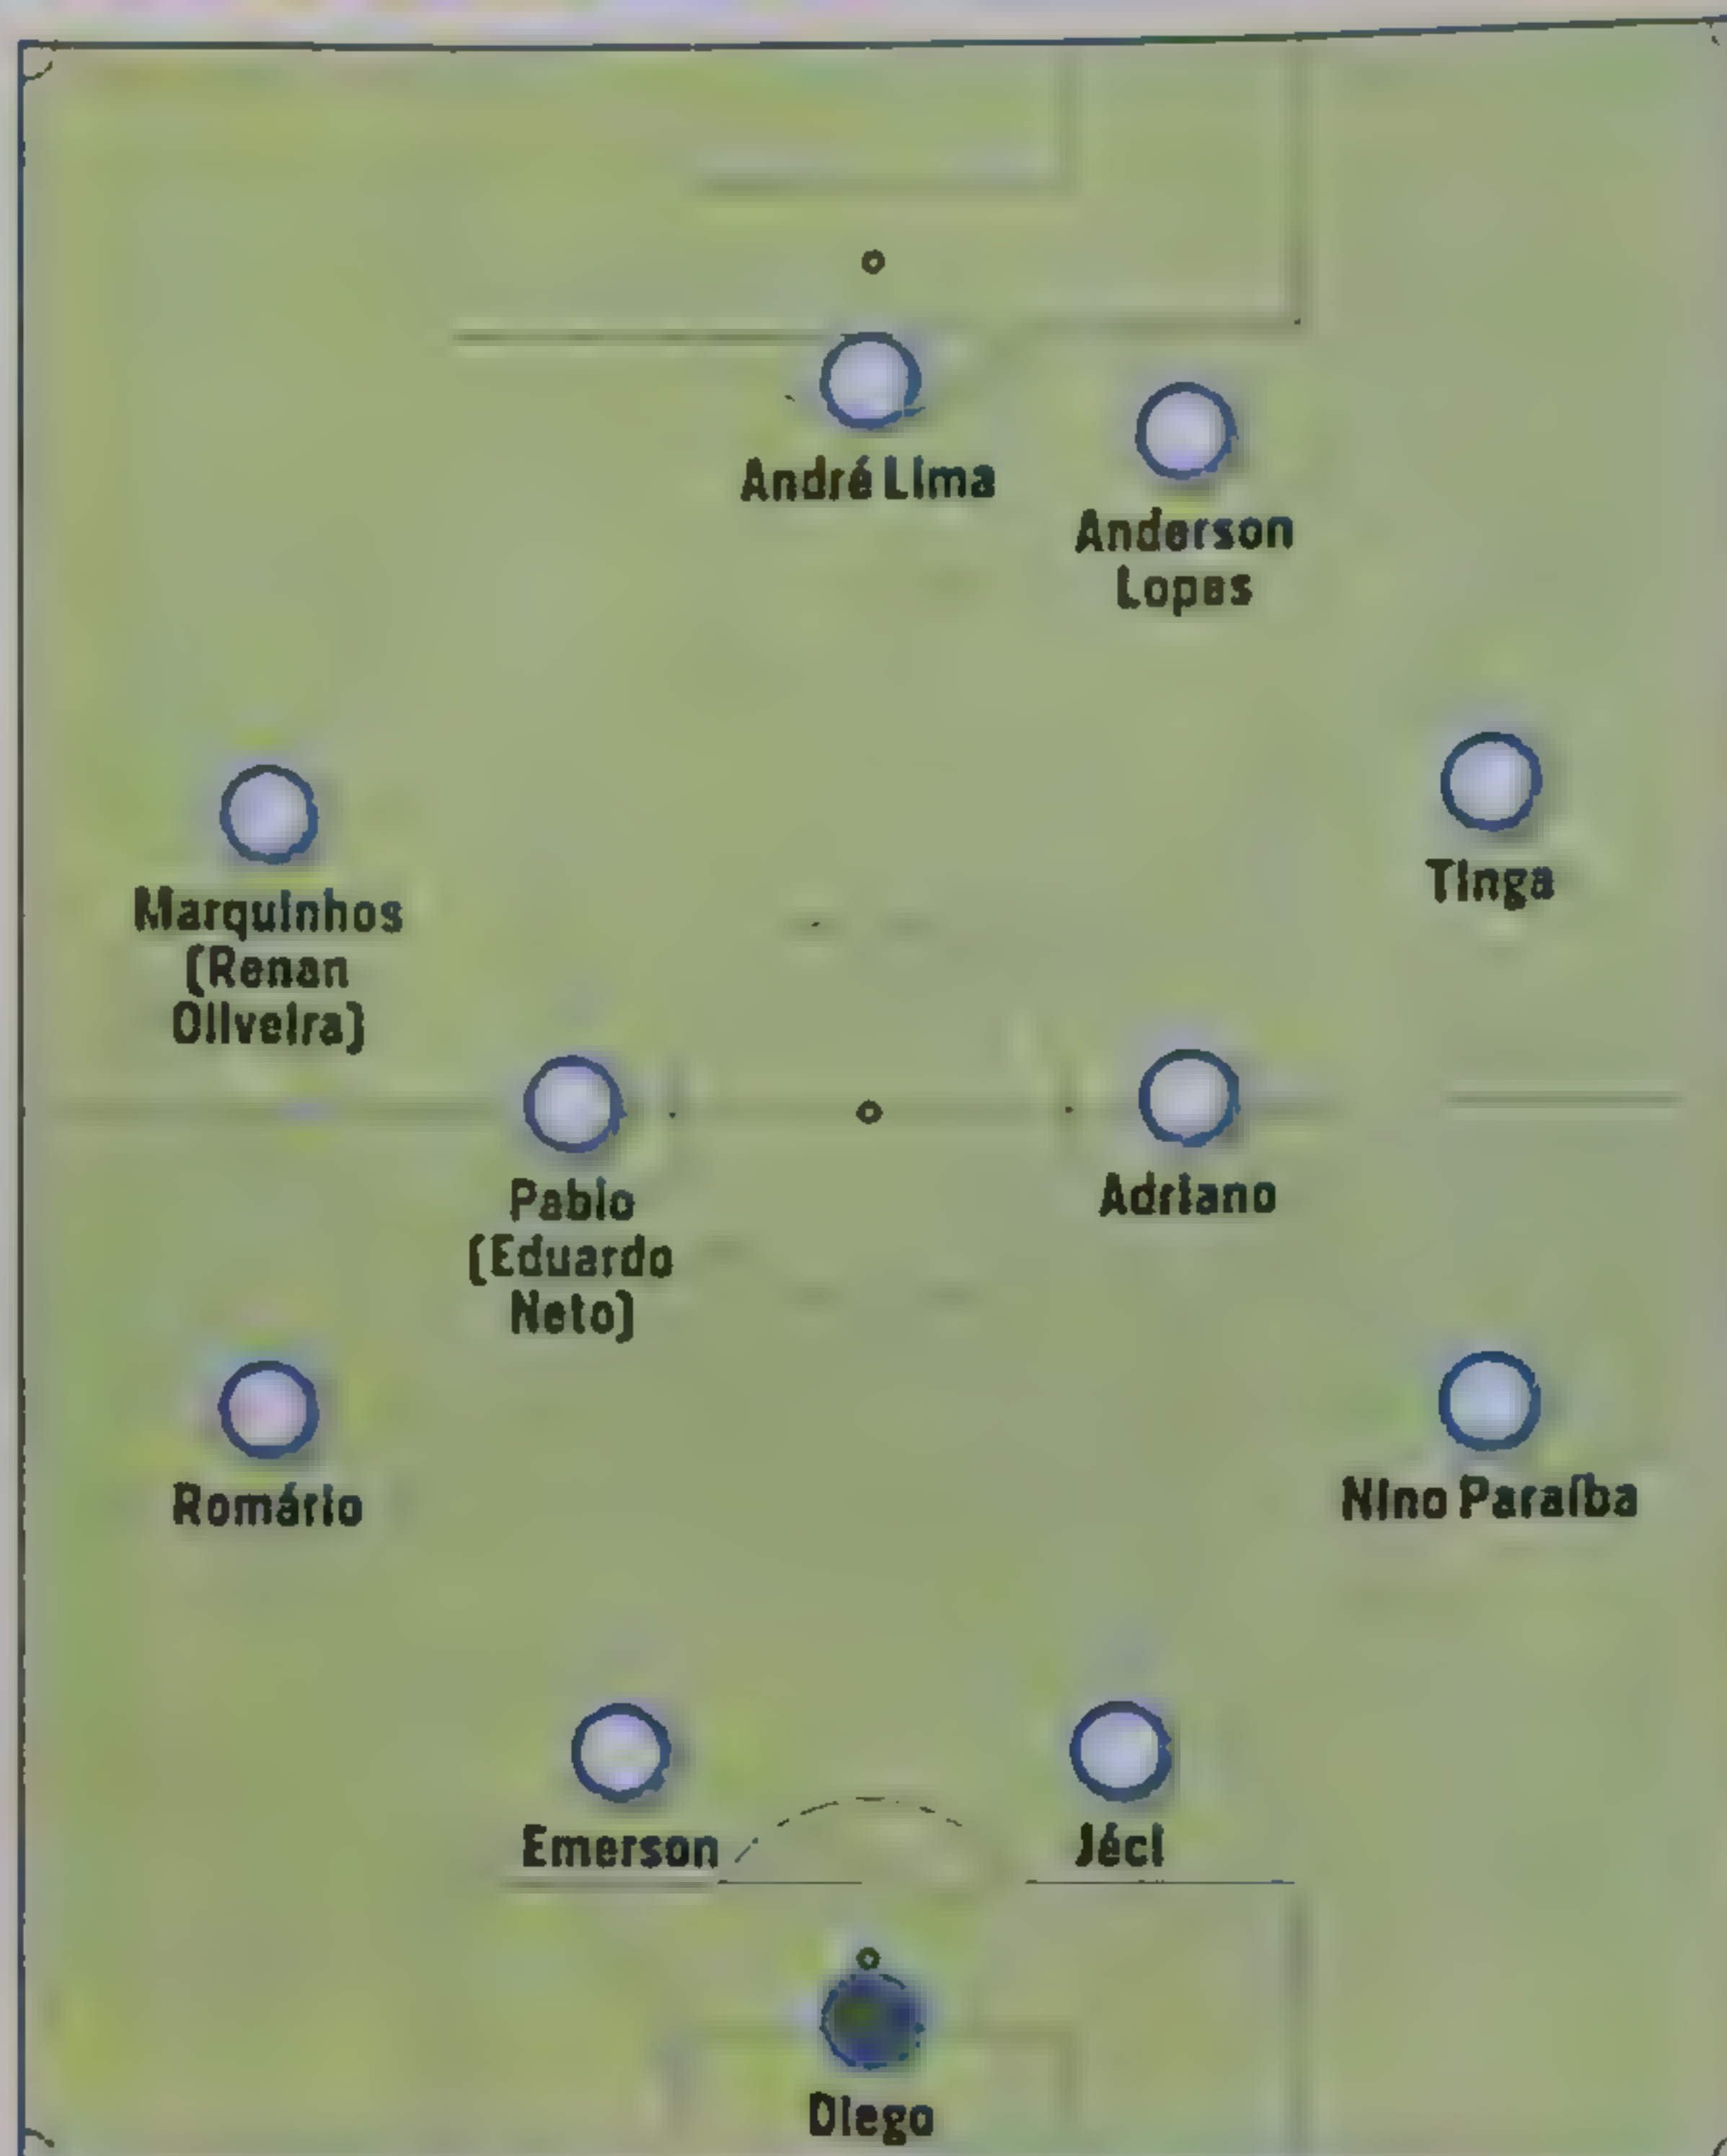 André Lima
Anderson
Lopes
Tinga
Marquinhos
(Renan
Oliveira)
Pablo
(Eduardo
Neto)
Adriano
Romário
Nino Paraíba
Emerson
Jéci
Diego